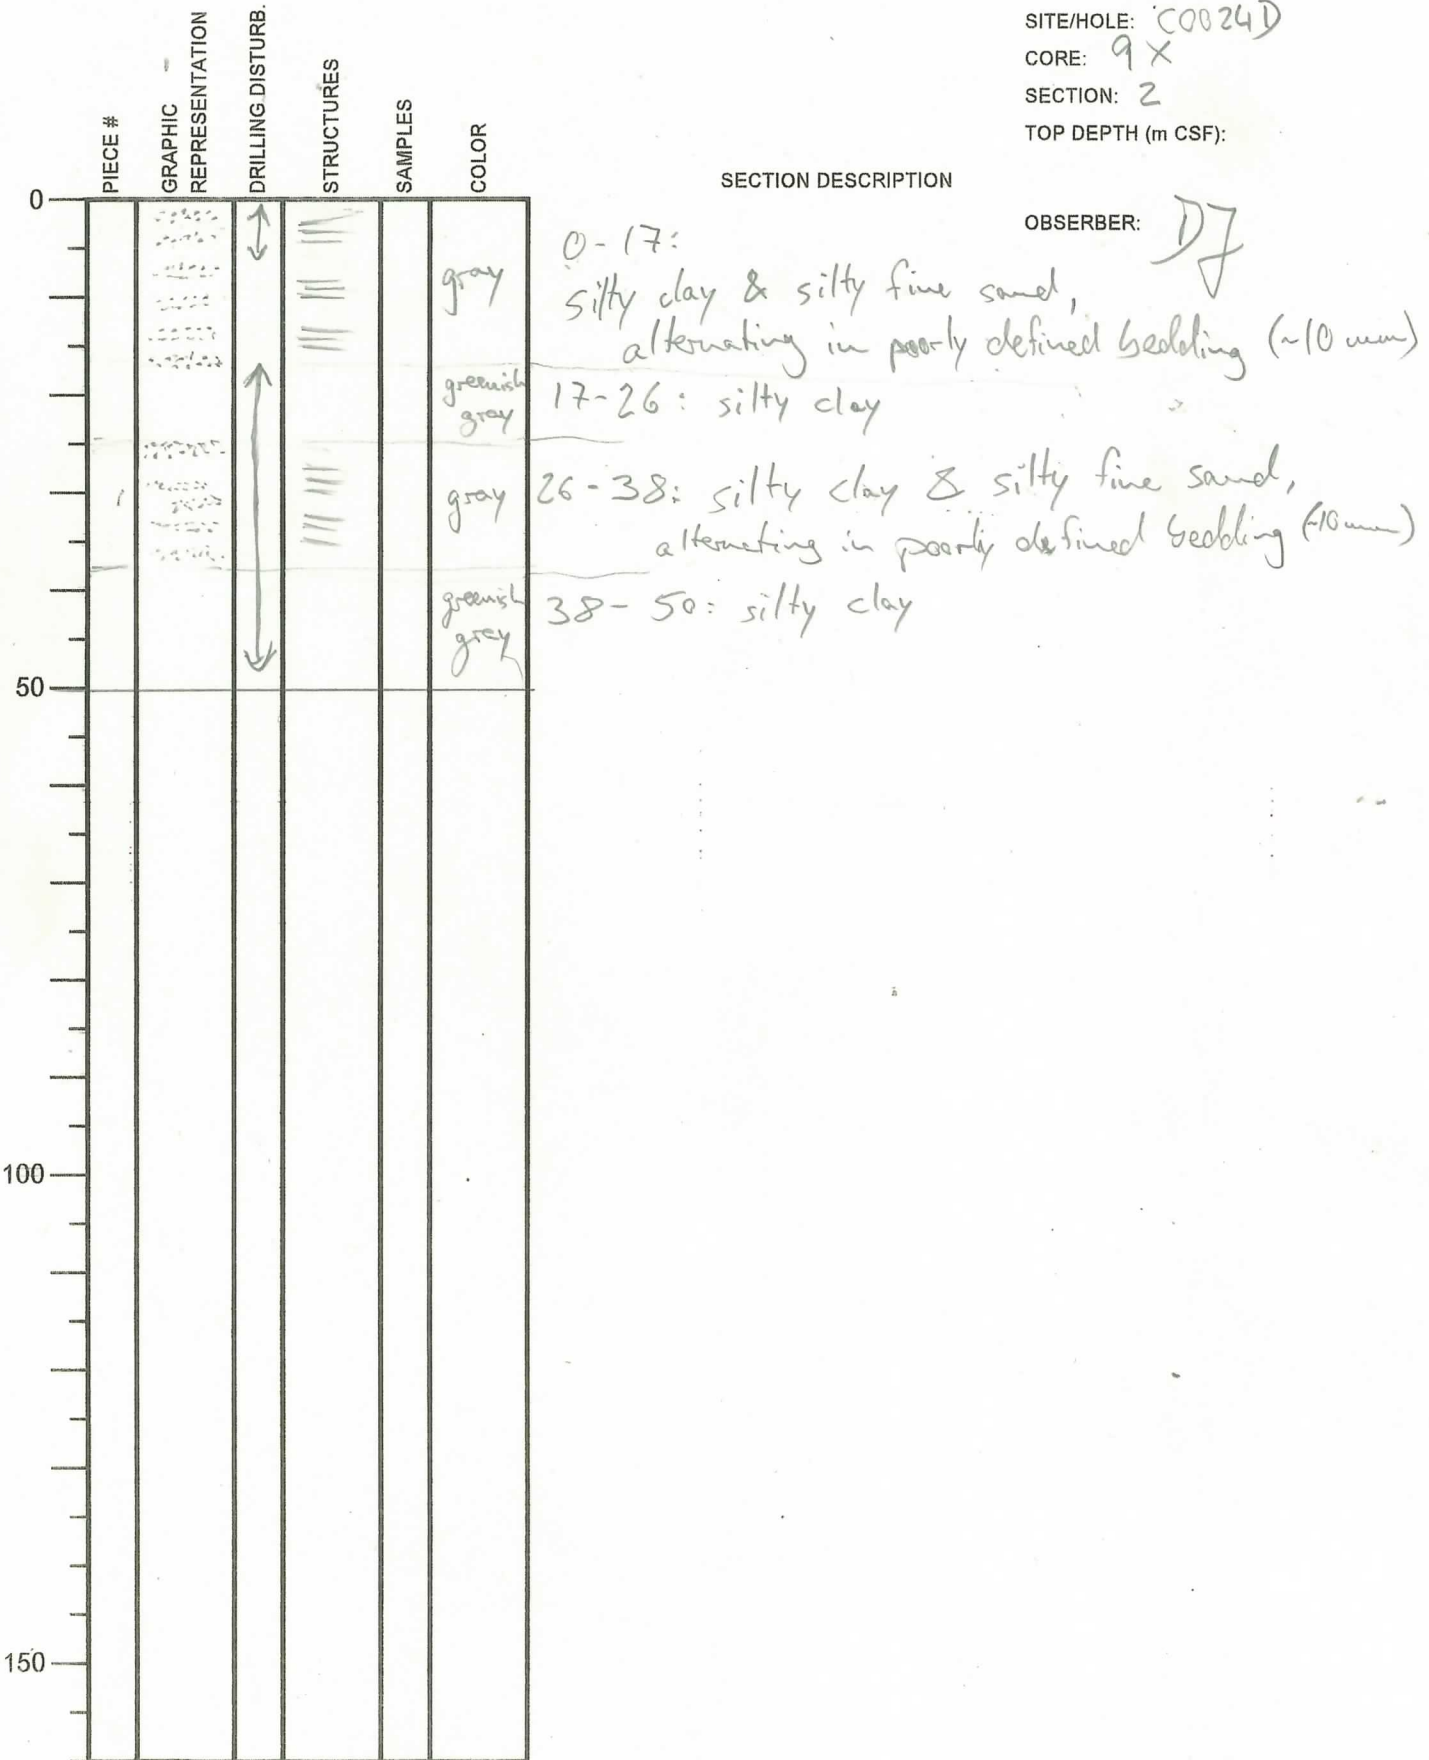 SITE/HOLE: C0024D
CORE: 9X
SECTION: 2
TOP DEPTH (m CSF):
PIECE #
GRAPHIC
REPRESENTATION
DRILLING DISTURB.
STRUCTURES
SAMPLES
COLOR
SECTION DESCRIPTION
OBSERBER: DJ
0
gray
0-17:
silty clay & silty fine sand,
alternating in poorly defined bedding (~10 mm)
greenish
gray
17-26: silty clay
gray
26-38: silty clay & silty fine sand,
alternating in poorly defined bedding (~10 mm)
greenish
grey
38-50: silty clay
50
100
150